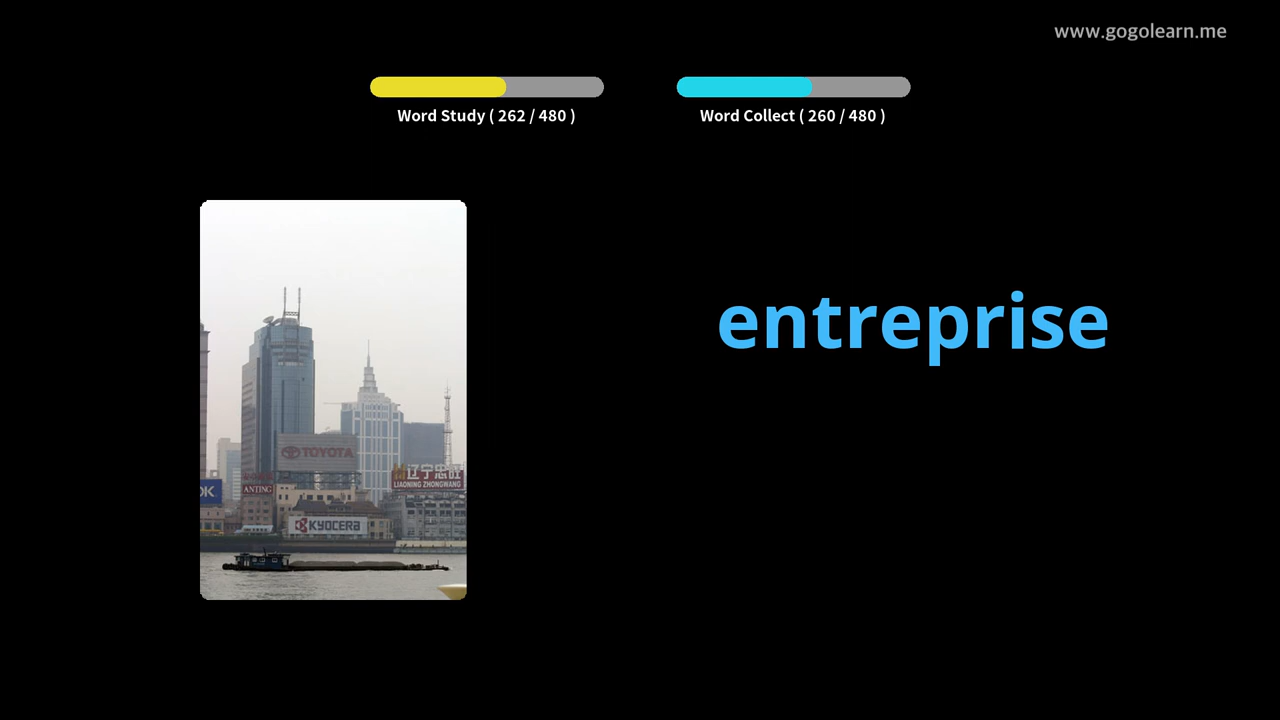 www.gogolearn.me
Word Study ( 262 / 480 )
Word Collect ( 260 / 480 )
entreprise
TOYOTA
辽宁忠旺
LIAONING ZHONGWANG
ANTING
OK
KYOCERA